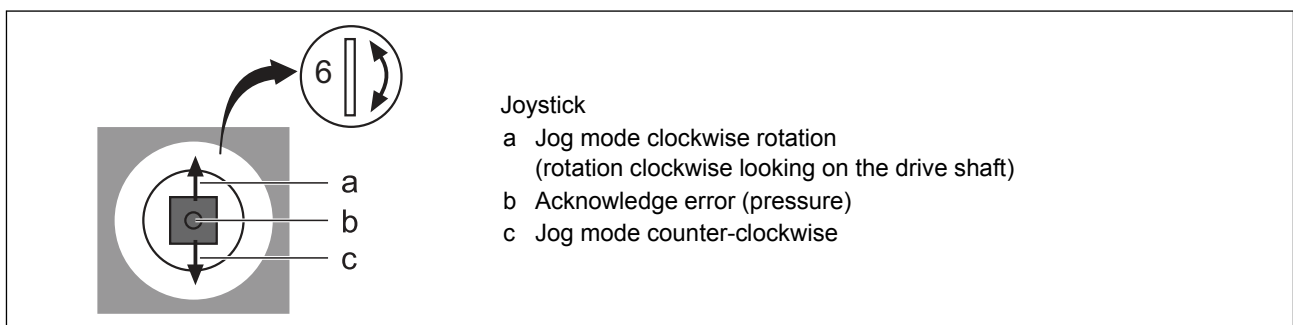 6
a
b
c
Joystick
a Jog mode clockwise rotation
(rotation clockwise looking on the drive shaft)
b Acknowledge error (pressure)
c Jog mode counter-clockwise